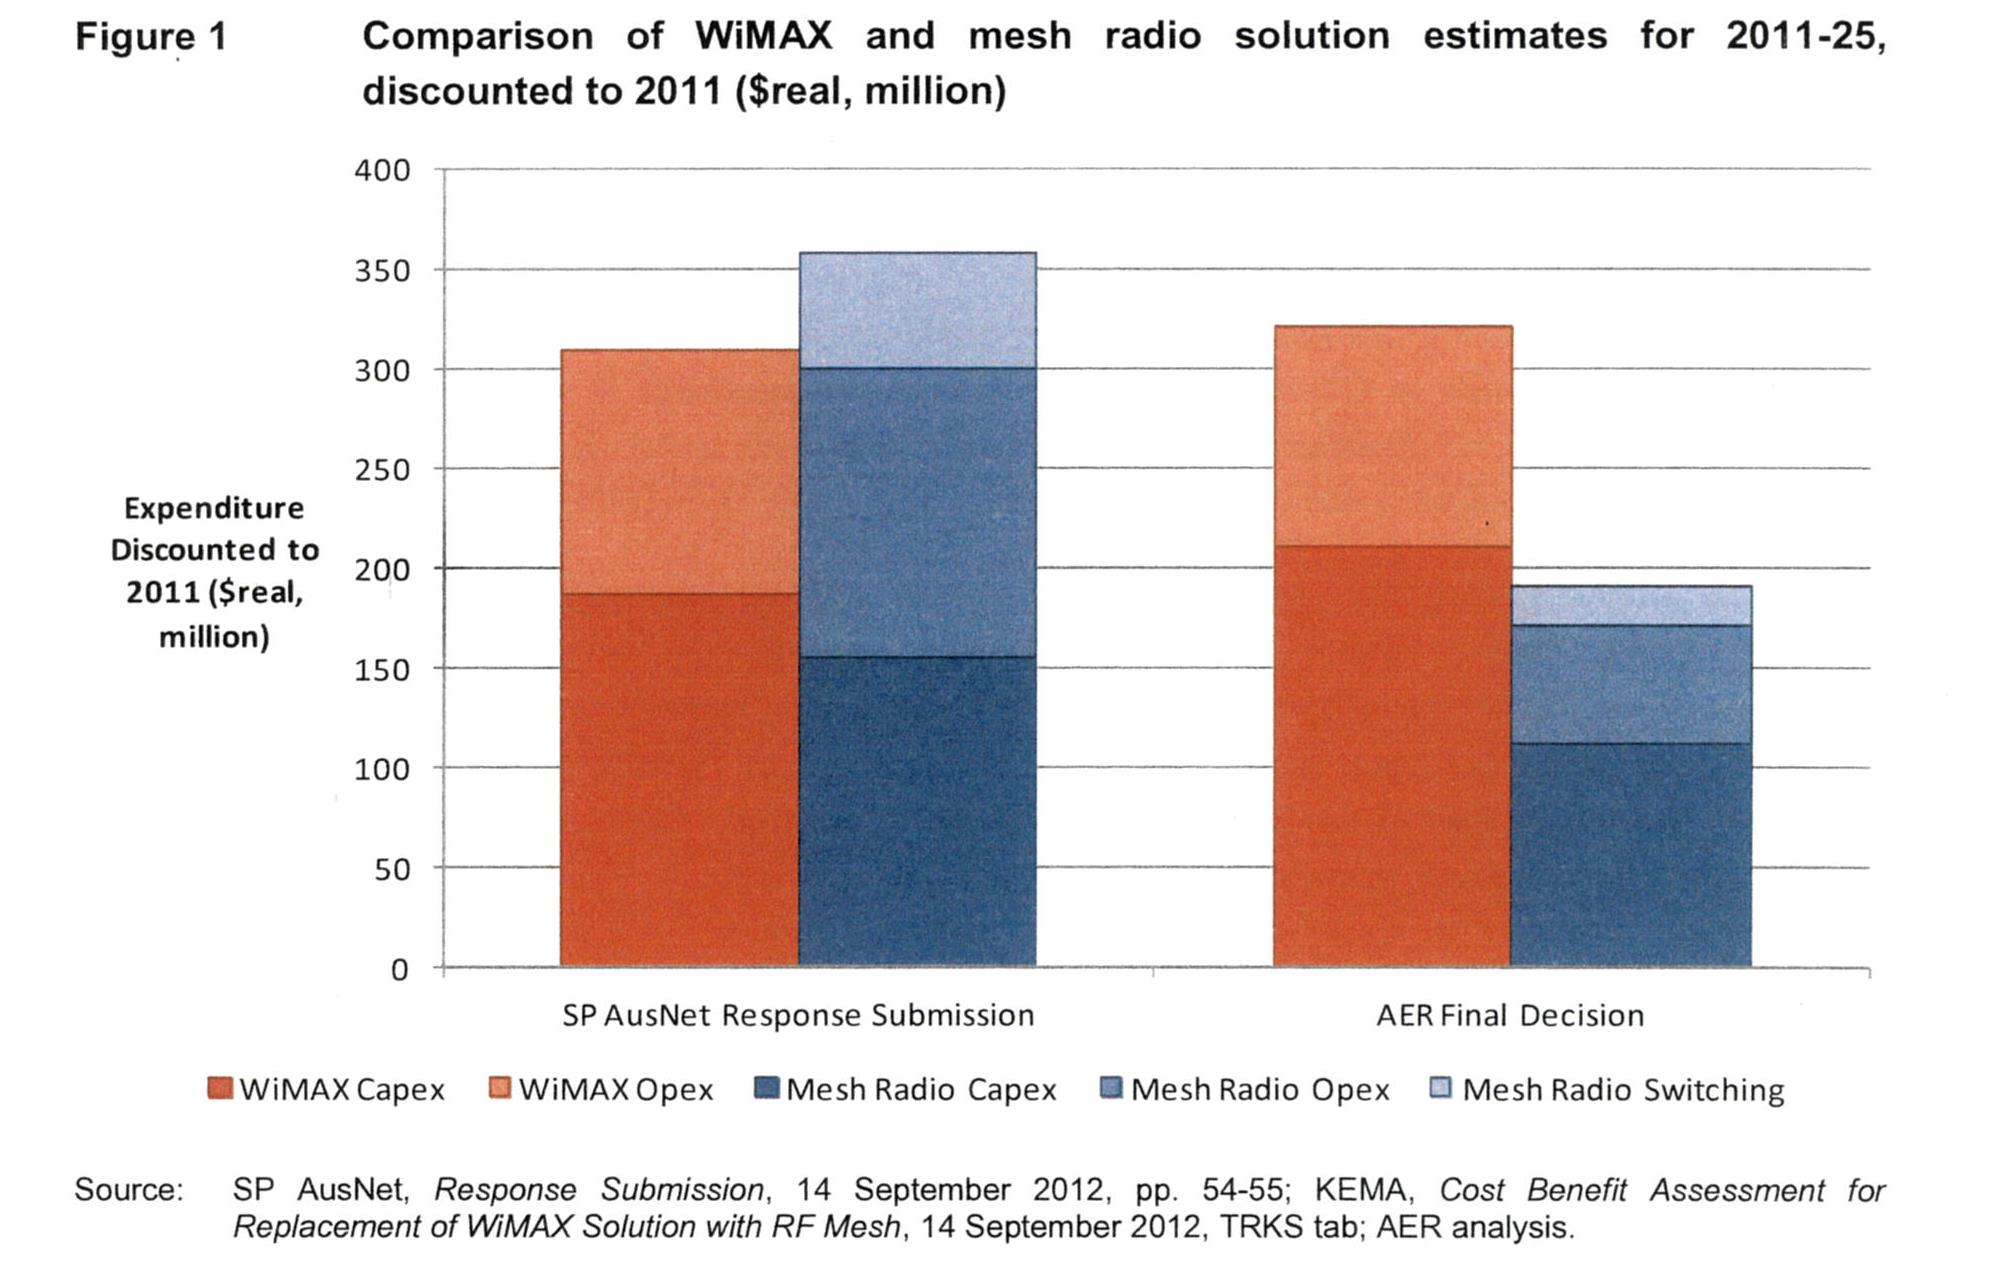 Figure 1
Comparison of WiMAX and mesh radio solution estimates for 2011-25,
discounted to 2011 ($real, million)
400
350
300
250
200
150
100
50
0
Expenditure
Discounted to
2011 ($real,
million)
SP AusNet Response Submission
AER Final Decision
WiMAX Capex
WiMAX Opex
Mesh Radio Capex
Mesh Radio Opex
Mesh Radio Switching
Source: SP AusNet, Response Submission, 14 September 2012, pp. 54-55; KEMA, Cost Benefit Assessment for
Replacement of WiMAX Solution with RF Mesh, 14 September 2012, TRKS tab; AER analysis.